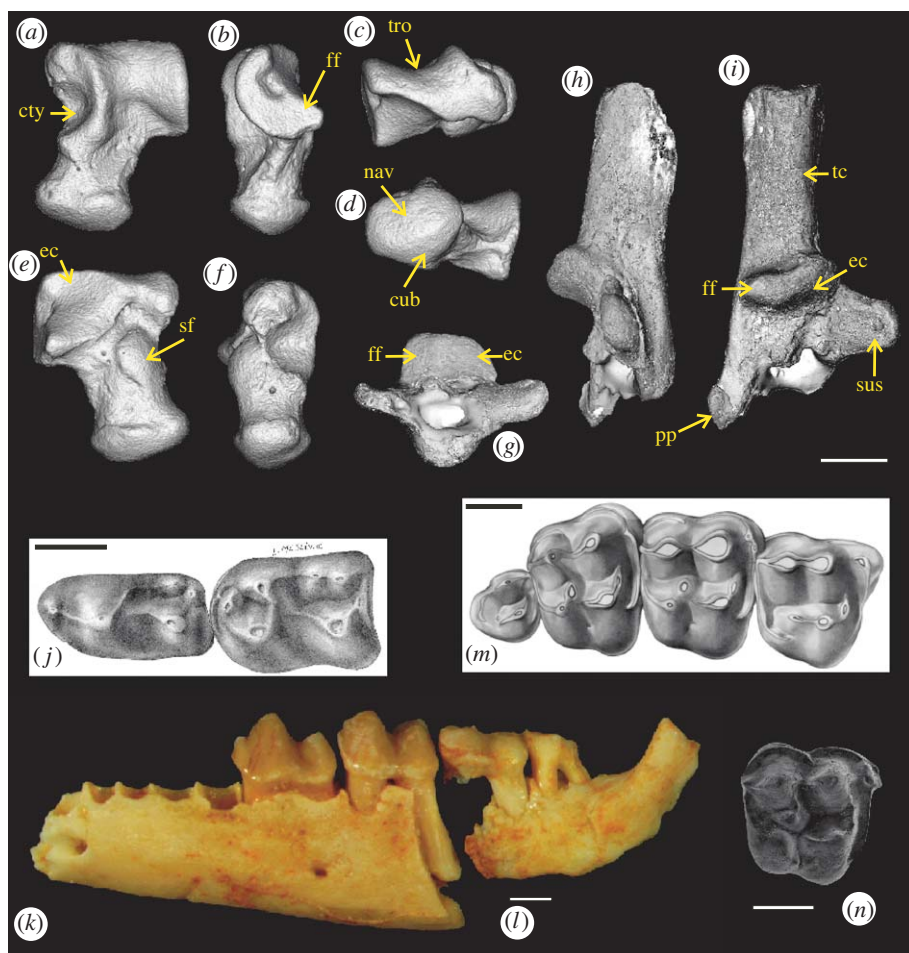 (a)
(b)
(c)
tro
(h)
(i)
ff
cty
tc
nav
(d)
ec
(e)
(f)
cub
ec
ff
sf
ff
ec
sus
pp
(g)
(j)
(m)
(k)
(l)
(n)